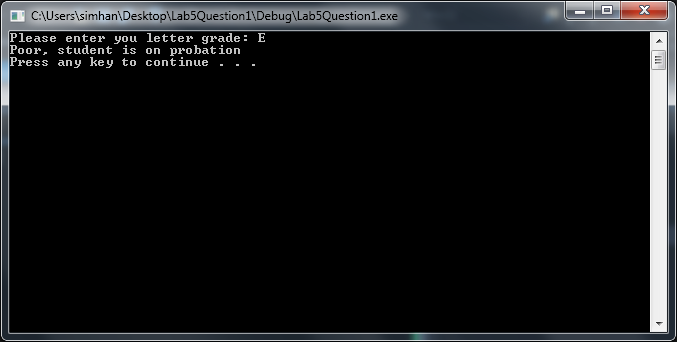 C:\Users\simhan\Desktop\Lab5Question1\Debug\Lab5Question1.exe
Please enter you letter grade: E
Poor, student is on probation
Press any key to continue . . .